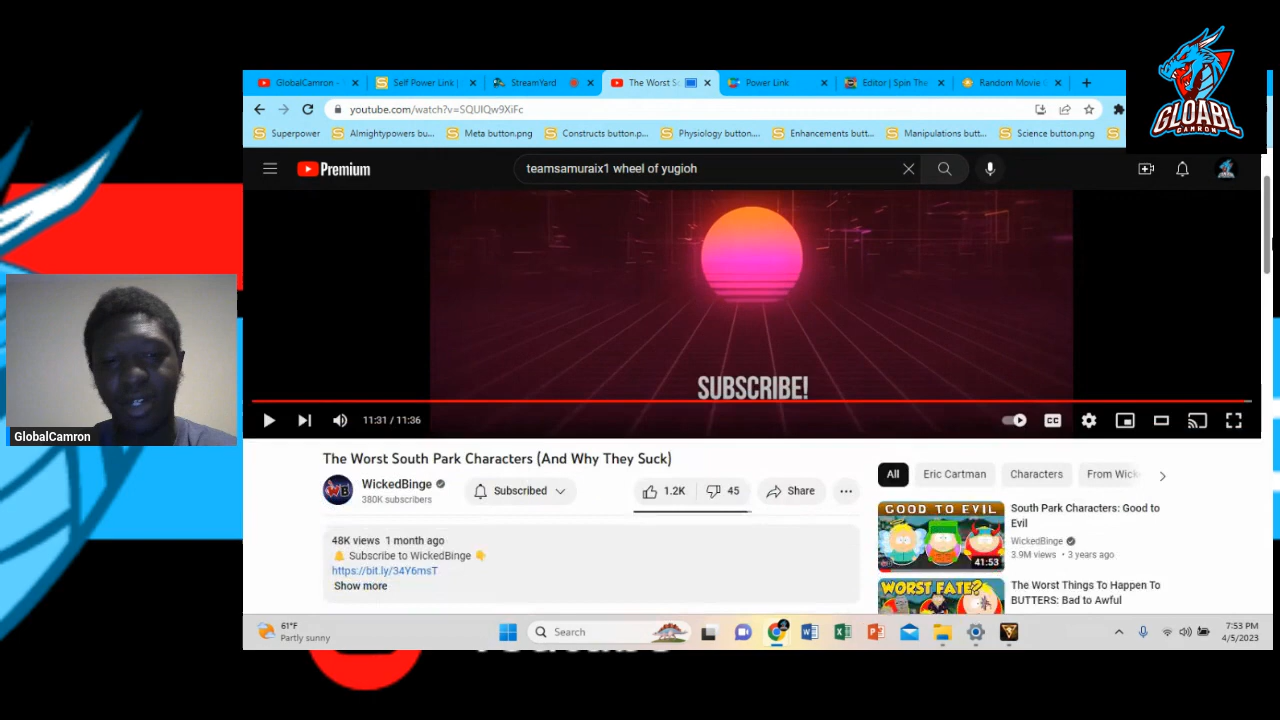 GLOABL
CAMRON
GlobalCamron -
Self Power Link |
StreamYard
The Worst S
Power Link
Editor | Spin The
Random Movie
youtube.com/watch?v=SQUIQw9XiFc
Superpower
Almightypowers bu...
Meta button.png
Constructs button.p...
Physiology button....
Enhancements butt...
Manipulations butt...
Science button.png
Premium
teamsamuraix1 wheel of yugioh
SUBSCRIBE!
11:31 / 11:36
CC
GlobalCamron
The Worst South Park Characters (And Why They Suck)
WB
WickedBinge
380K subscribers
Subscribed
1.2K
45
Share
All
Eric Cartman
Characters
From Wick
48K views 1 month ago
Subscribe to WickedBinge
https://bit.ly/34Y6msT
Show more
GOOD TO EVIL
41:53
South Park Characters: Good to
Evil
WickedBinge
3.9M views • 3 years ago
WORST FATE?
The Worst Things To Happen To
BUTTERS: Bad to Awful
61°F
Partly sunny
Search
7:53 PM
4/5/2023